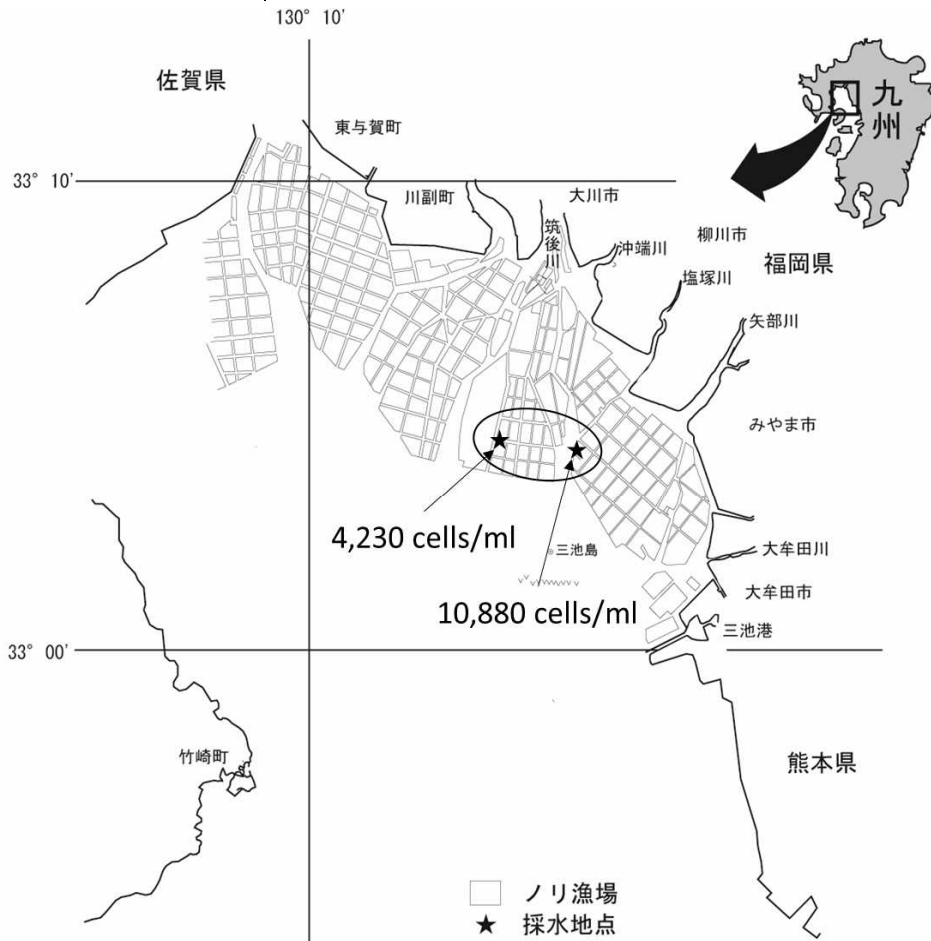 130° 10'
佐賀県
東与賀町
九州
33° 10'
川副町
大川市
筑後川
沖端川
柳川市
福岡県
塩塚川
矢部川
みやま市
4,230 cells/ml
三池島
大牟田川
大牟田市
10,880 cells/ml
三池港
33° 00'
竹崎町
熊本県
ノリ漁場
★ 採水地点